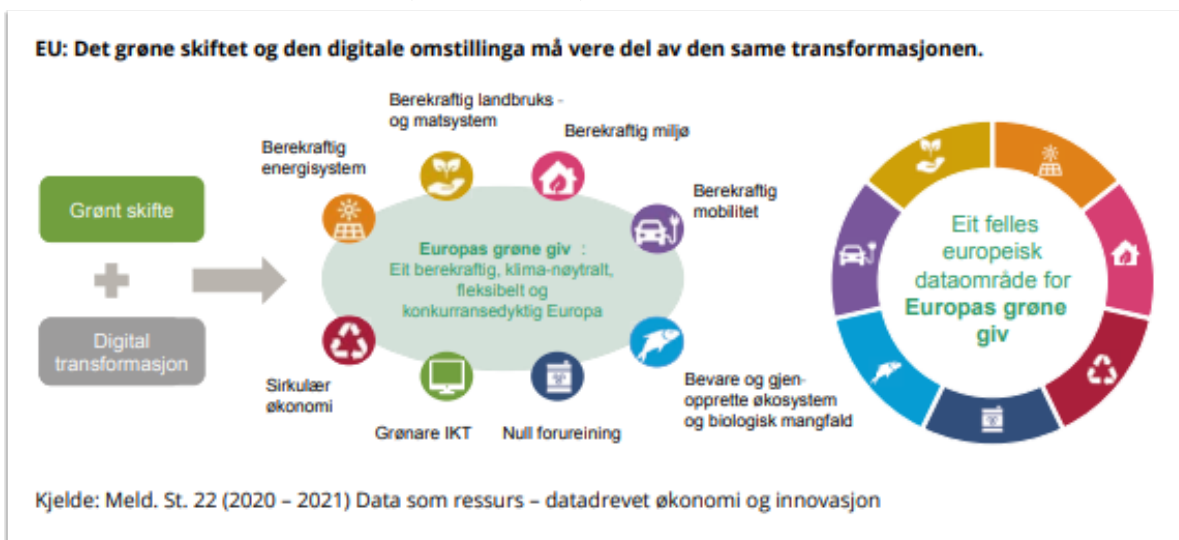 EU: Det grøne skiftet og den digitale omstillinga må vere del av den same transformasjonen.
Grønt skifte
Digital
transformasjon
Berekraftig
energisystem
Berekraftig landbruks -
og matsystem
Berekraftig miljø
Berekraftig
mobilitet
Europas grøne giv :
Eit berekraftig, klima-nøytralt,
fleksibelt og
konkurransedyktig Europa
Sirkulær
økonomi
Grønare IKT
Null forureining
Bevare og gjen-
opprette økosystem
og biologisk mangfald
Eit felles
europeisk
dataområde for
Europas grøne
giv
Kjelde: Meld. St. 22 (2020 – 2021) Data som ressurs – datadrevet økonomi og innovasjon